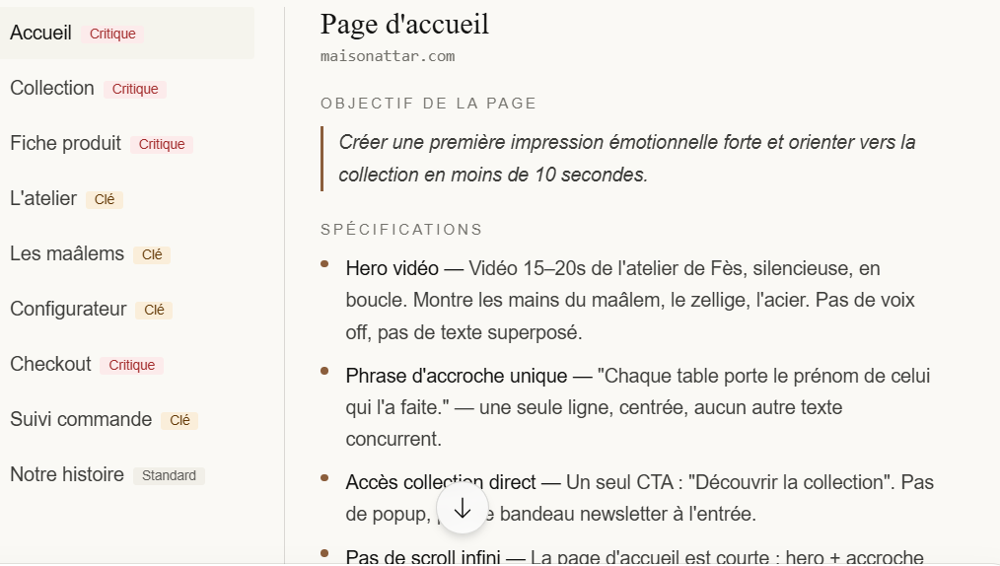 Accueil Critique
Collection Critique
Fiche produit Critique
L'atelier Clé
Les maâlems Clé
Configurateur Clé
Checkout Critique
Suivi commande Clé
Notre histoire Standard
Page d'accueil
maisonattar.com
OBJECTIF DE LA PAGE
Créer une première impression émotionnelle forte et orienter vers la
collection en moins de 10 secondes.
SPÉCIFICATIONS
Hero vidéo — Vidéo 15–20s de l'atelier de Fès, silencieuse, en
boucle. Montre les mains du maâlem, le zellige, l'acier. Pas de voix
off, pas de texte superposé.
Phrase d'accroche unique — "Chaque table porte le prénom de celui
qui l'a faite." — une seule ligne, centrée, aucun autre texte
concurrent.
Accès collection direct — Un seul CTA : "Découvrir la collection". Pas
de popup, bandeau newsletter à l'entrée.
Pas de scroll infini — La page d'accueil est courte : hero + accroche